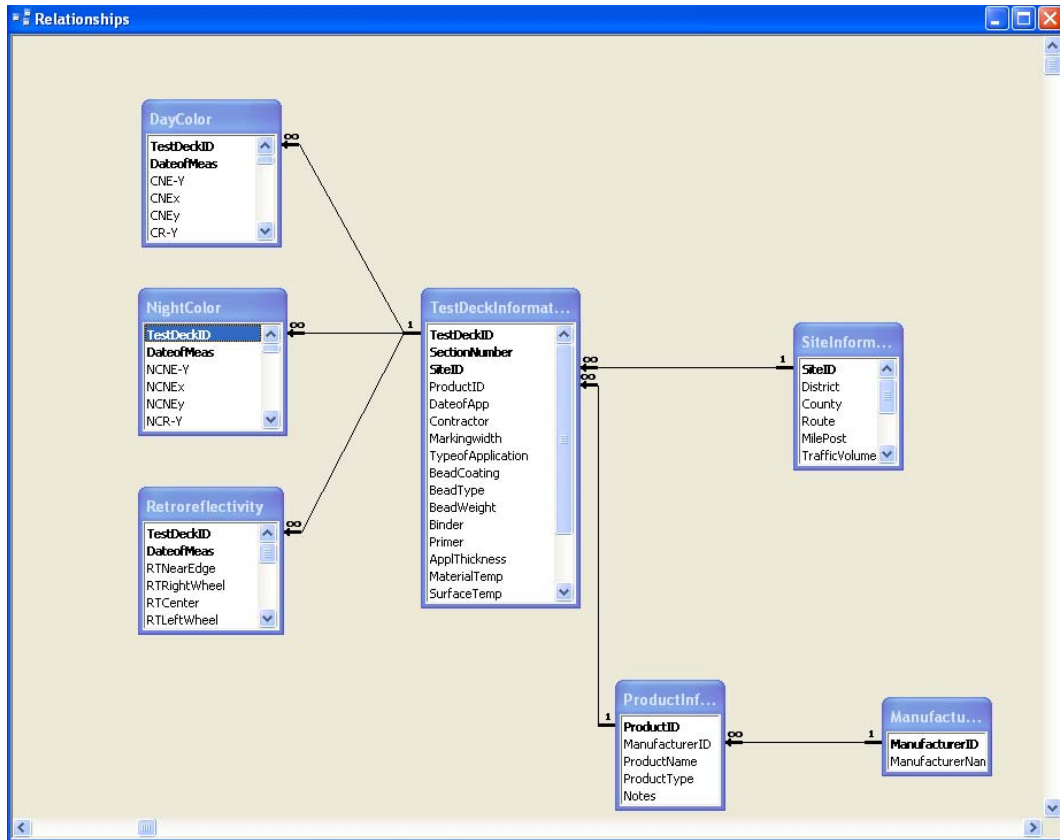 Relationships
DayColor
TestDeckID
DateofMeas
CNE-Y
CNEx
CNEy
CR-Y
∞
NightColor
TestDeckID
DateofMeas
NCNE-Y
NCNEx
NCNEy
NCR-Y
∞
Retroreflectivity
TestDeckID
DateofMeas
RTNearEdge
RTRightWheel
RTCenter
RTLeftWheel
∞
1
TestDeckInformat...
TestDeckID
SectionNumber
SiteID
ProductID
DateofApp
Contractor
Markingwidth
TypeofApplication
BeadCoating
BeadType
BeadWeight
Binder
Primer
ApplThickness
MaterialTemp
SurfaceTemp
∞
∞
1
SiteInform...
SiteID
District
County
Route
MilePost
TrafficVolume
1
ProductInf...
ProductID
ManufacturerID
ProductName
ProductType
Notes
∞
1
Manufactu...
ManufacturerID
ManufacturerNan